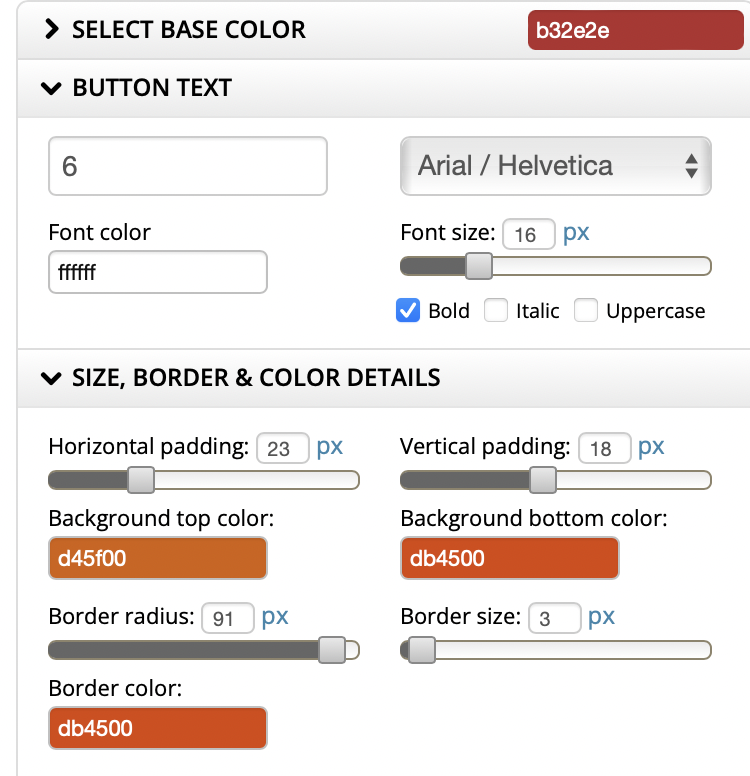 SELECT BASE COLOR b32e2e
BUTTON TEXT
6 Arial / Helvetica
Font color Font size: 16 px
ffffff
Bold Italic Uppercase
SIZE, BORDER & COLOR DETAILS
Horizontal padding: 23 px Vertical padding: 18 px
Background top color: Background bottom color:
d45f00 db4500
Border radius: 91 px Border size: 3 px
Border color:
db4500